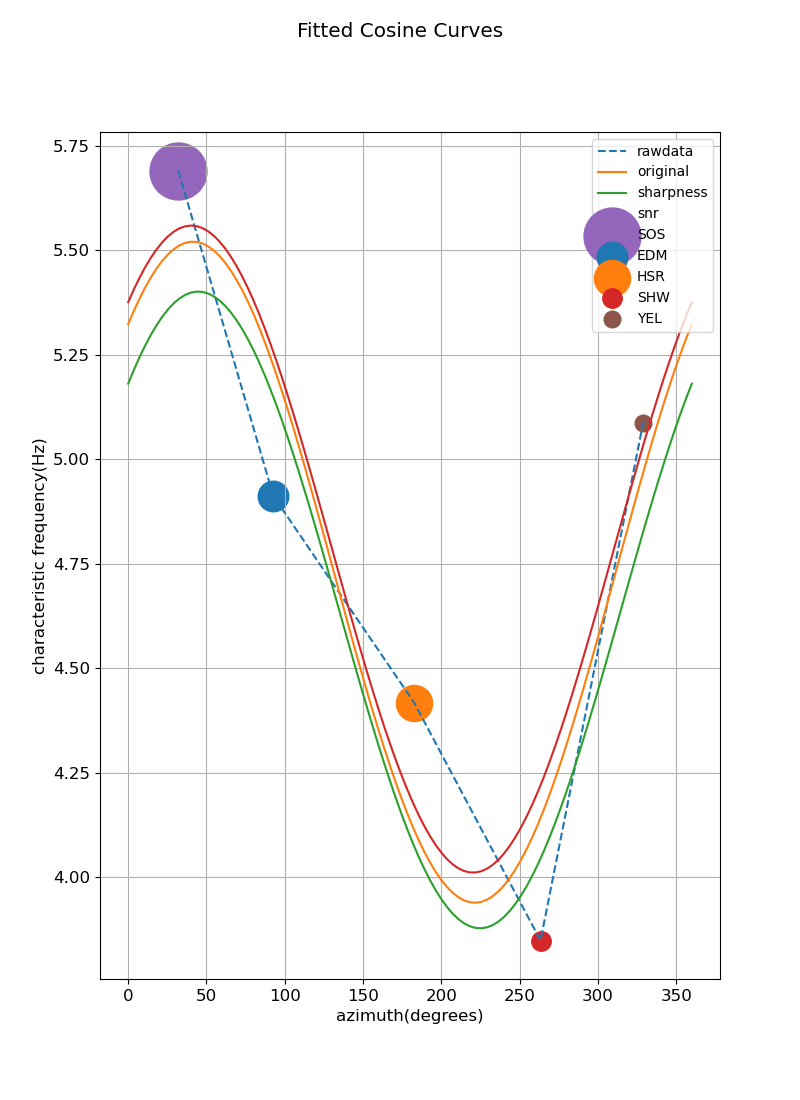 Fitted Cosine Curves
rawdata
original
sharpness
snr
SOS
EDM
HSR
SHW
YEL
5.75
5.50
5.25
5.00
4.75
4.50
4.25
4.00
characteristic frequency(Hz)
0 50 100 150 200 250 300 350
azimuth(degrees)